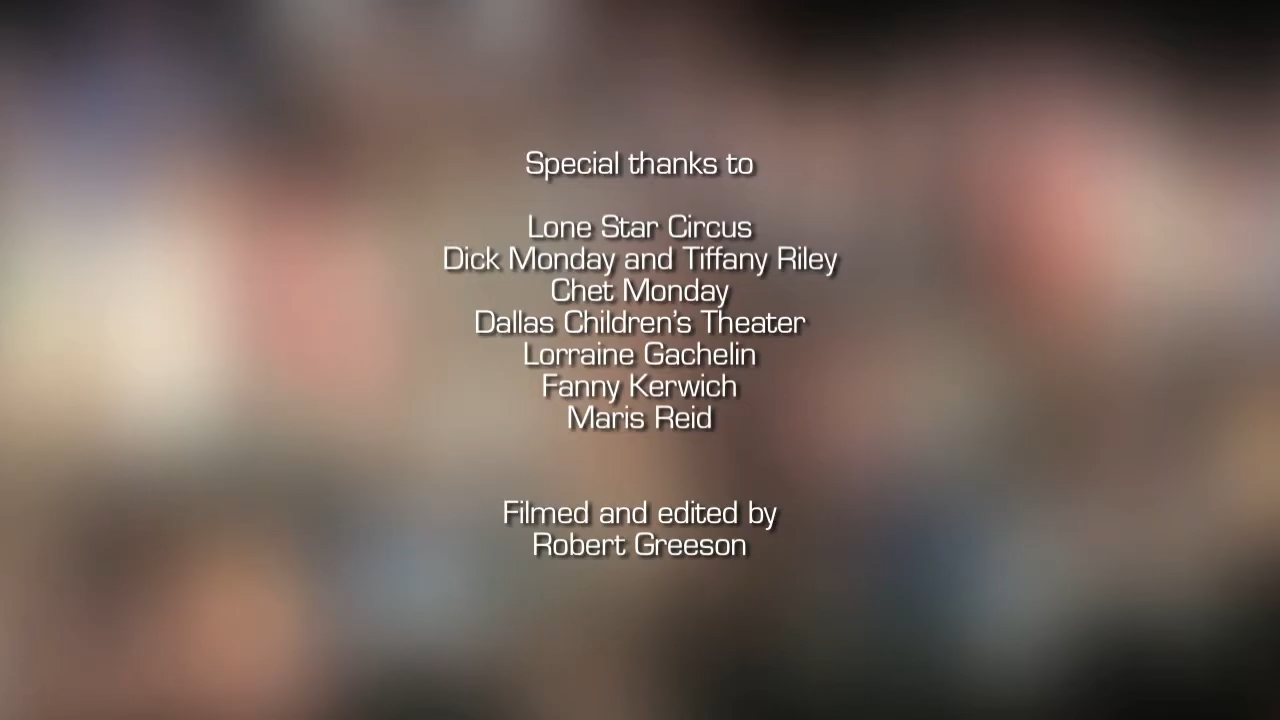 Special thanks to
Lone Star Circus
Dick Monday and Tiffany Riley
Chet Monday
Dallas Children's Theater
Lorraine Gachelin
Fanny Kerwich
Maris Reid
Filmed and edited by
Robert Greeson